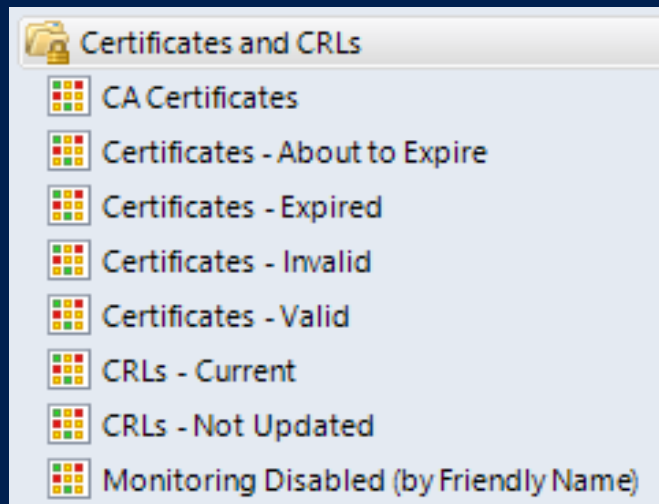 Certificates and CRLs
CA Certificates
Certificates - About to Expire
Certificates - Expired
Certificates - Invalid
Certificates - Valid
CRLs - Current
CRLs - Not Updated
Monitoring Disabled (by Friendly Name)